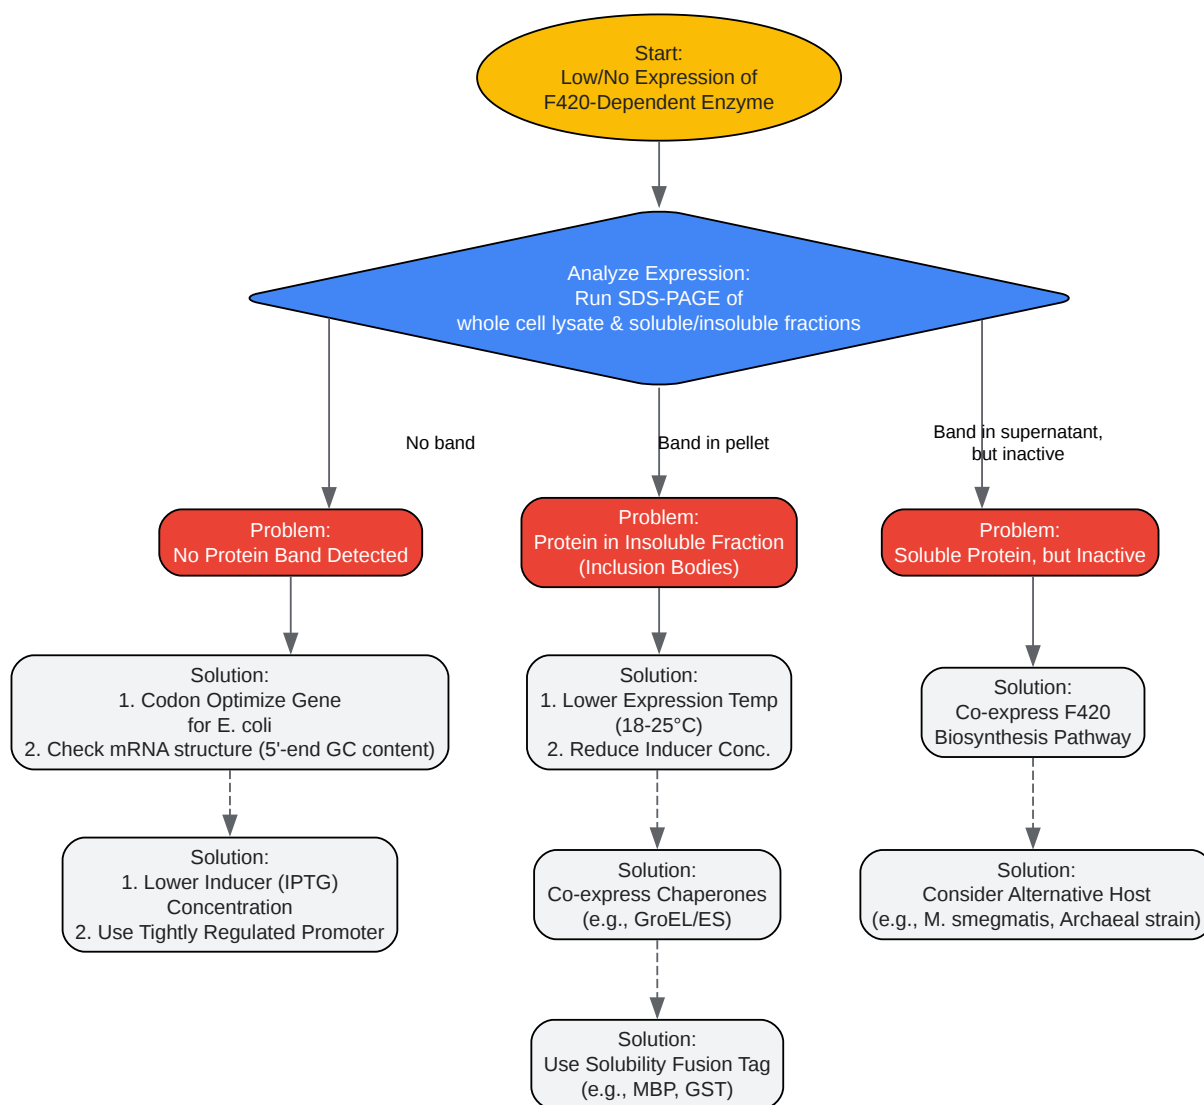 Start:
Low/No Expression of
F420-Dependent Enzyme
Analyze Expression:
Run SDS-PAGE of
whole cell lysate & soluble/insoluble fractions
No band
Band in pellet
Band in supernatant,
but inactive
Problem:
No Protein Band Detected
Problem:
Protein in Insoluble Fraction
(Inclusion Bodies)
Problem:
Soluble Protein, but Inactive
Solution:
1. Codon Optimize Gene
for E. coli
2. Check mRNA structure (5'-end GC content)
Solution:
1. Lower Expression Temp
(18-25°C)
2. Reduce Inducer Conc.
Solution:
Co-express F420
Biosynthesis Pathway
Solution:
1. Lower Inducer (IPTG)
Concentration
2. Use Tightly Regulated Promoter
Solution:
Co-express Chaperones
(e.g., GroEL/ES)
Solution:
Consider Alternative Host
(e.g., M. smegmatis, Archaeal strain)
Solution:
Use Solubility Fusion Tag
(e.g., MBP, GST)